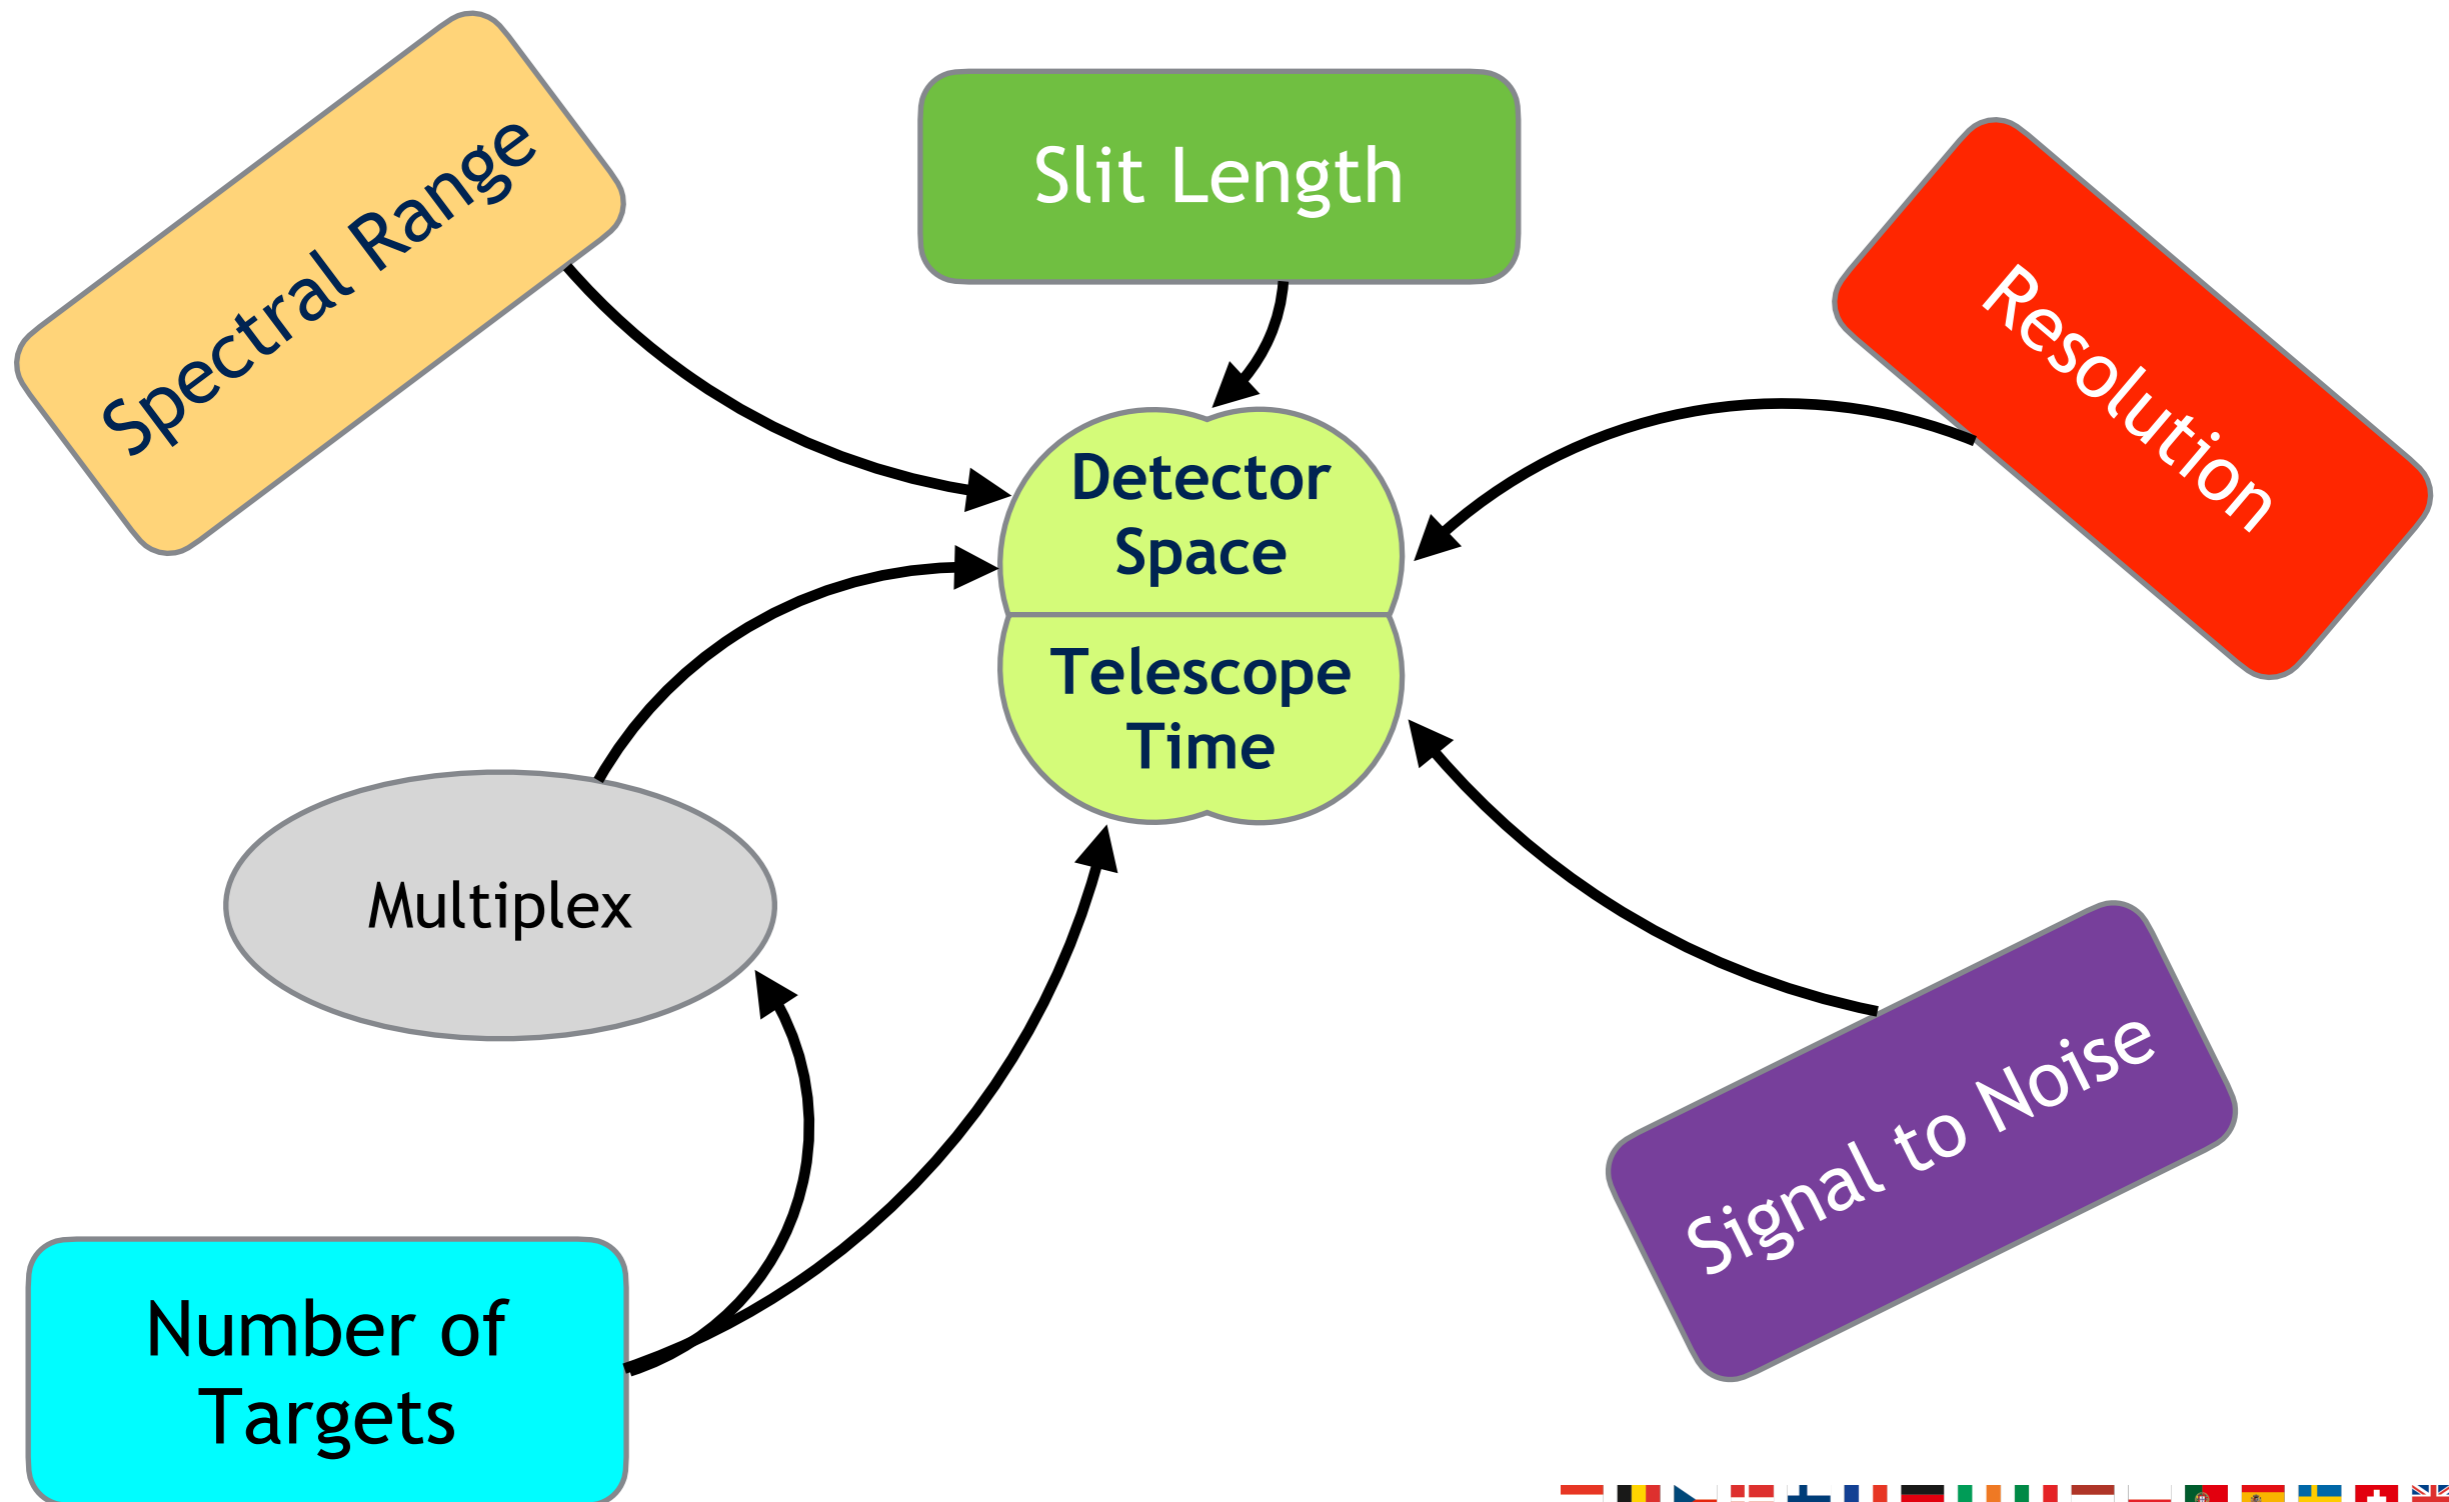 Spectral Range
Slit Length
Resolution
Detector
Space
Telescope
Time
Multiplex
Signal to Noise
Number of
Targets